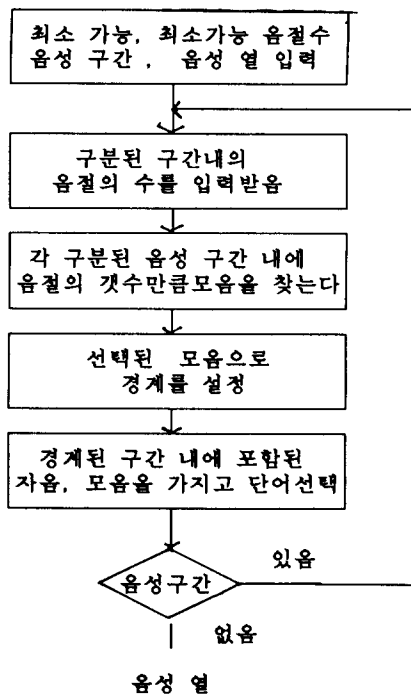 최소 가능, 최소가능 음절수
음성 구간 , 음성 열 입력
구분된 구간내의
음절의 수를 입력받음
각 구분된 음성 구간 내에
음절의 갯수만큼모음을 찾는다
선택된 모음으로
경계를 설정
경계된 구간 내에 포함된
자음, 모음을 가지고 단어선택
음성구간
있음
없음
음성 열